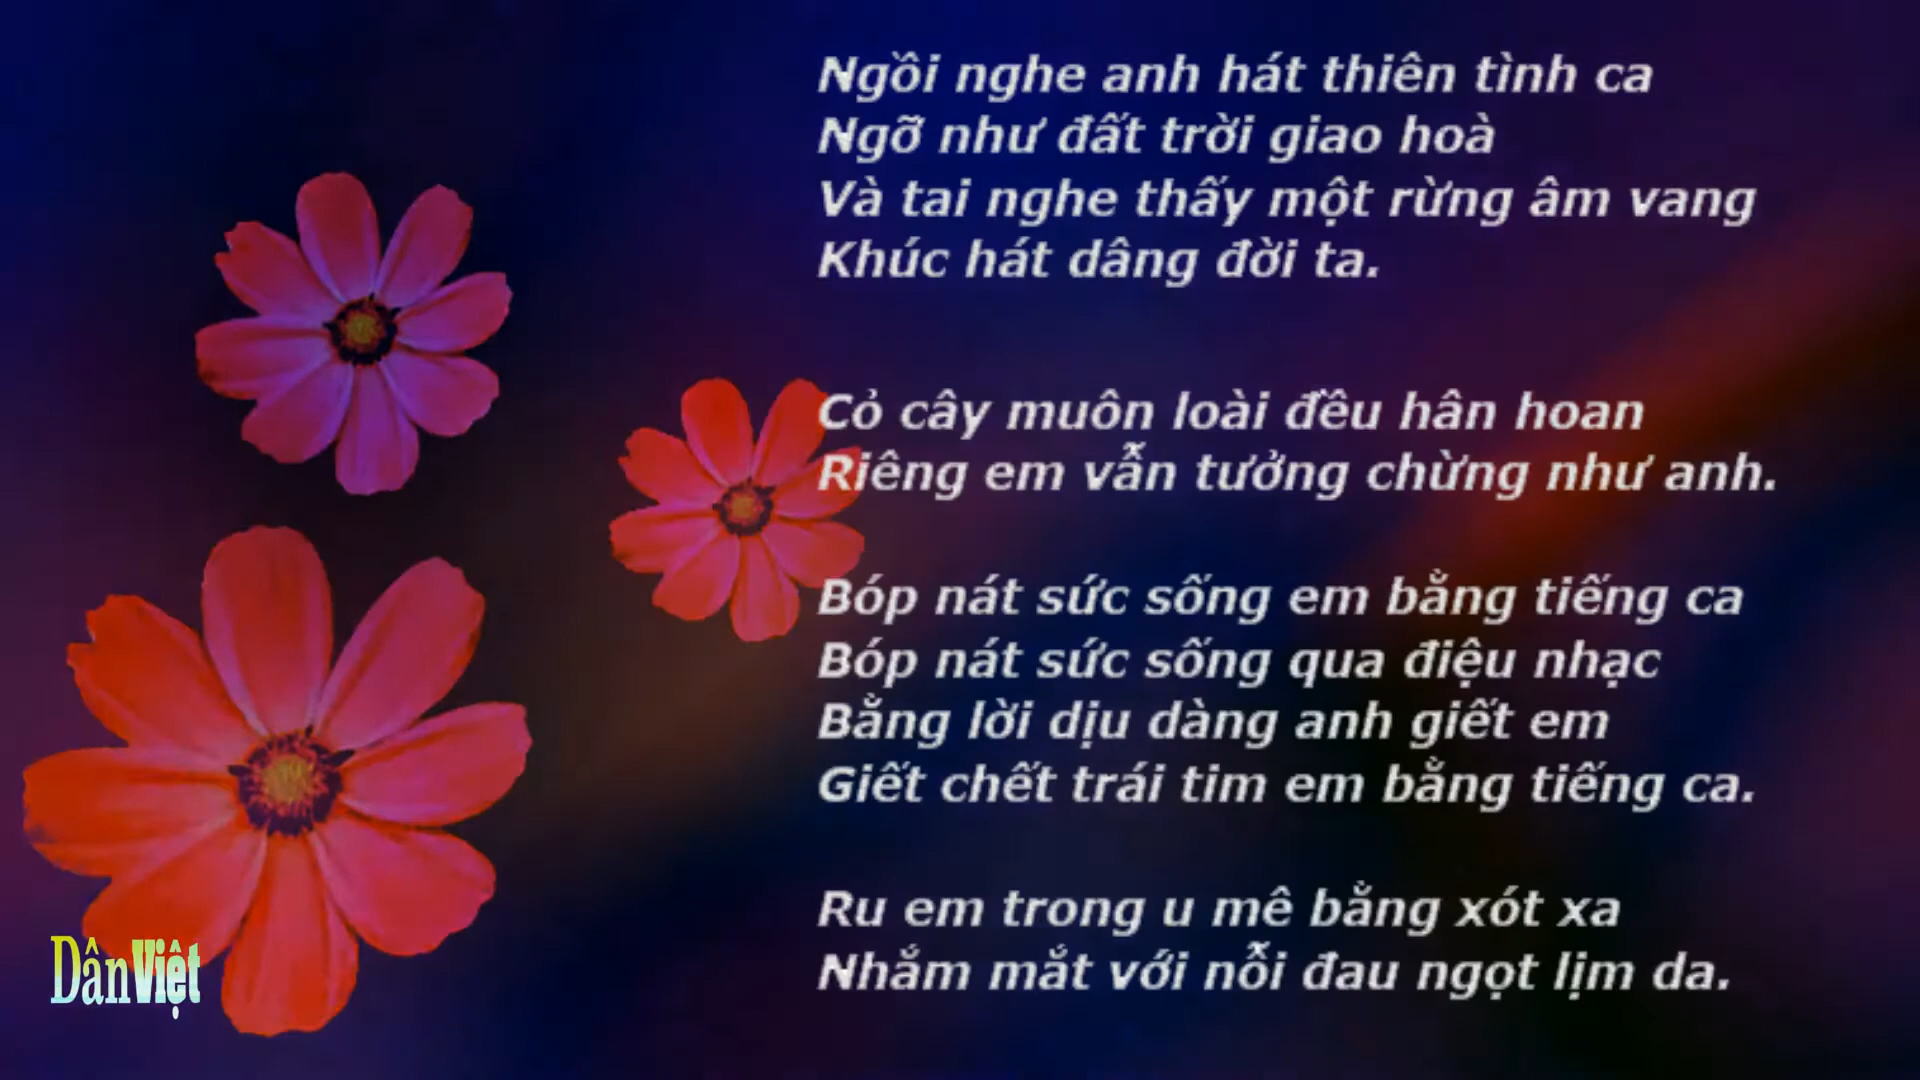 Ngồi nghe anh hát thiên tình ca
Ngỡ như đất trời giao hoà
Và tai nghe thấy một rừng âm vang
Khúc hát dâng đời ta.
Cỏ cây muôn loài đều hân hoan
Riêng em vẫn tưởng chừng như anh.
Bóp nát sức sống em bằng tiếng ca
Bóp nát sức sống qua điệu nhạc
Bằng lời dịu dàng anh giết em
Giết chết trái tim em bằng tiếng ca.
Ru em trong u mê bằng xót xa
Nhắm mắt với nỗi đau ngọt lịm da.
DânViệt